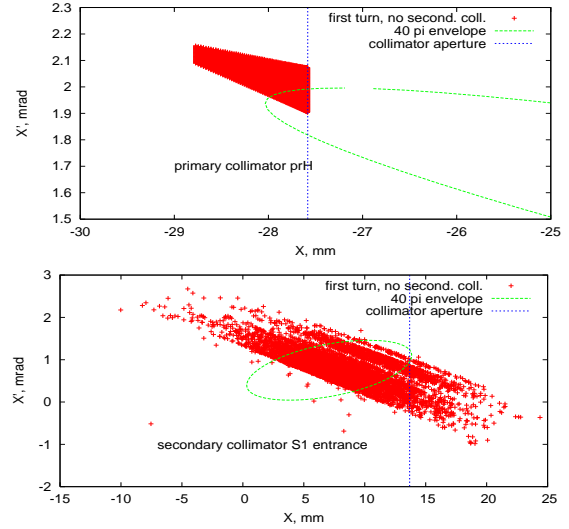 first turn, no second. coll.
40 pi envelope
collimator aperture
X', mrad
2.3
2.2
2.1
2
1.9
1.8
1.7
1.6
1.5
primary collimator prH
-30 -29 -28 -27 -26 -25
X, mm
first turn, no second. coll.
40 pi envelope
collimator aperture
X', mrad
3
2
1
0
-1
-2
secondary collimator S1 entrance
-15 -10 -5 0 5 10 15 20 25
X, mm